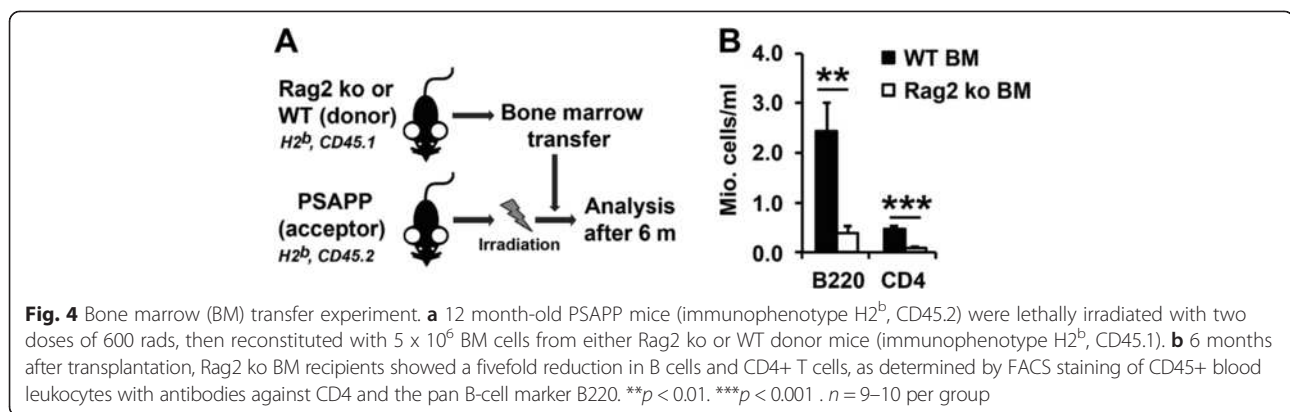 A
Rag2 ko or
WT (donor)
H2ᵇ, CD45.1
Bone marrow
transfer
PSAPP
(acceptor)
H2ᵇ, CD45.2
Irradiation
Analysis
after 6 m
B
Mio. cells/ml
4.0
3.0
2.0
1.0
0.0
**
***
WT BM
Rag2 ko BM
B220 CD4
Fig. 4 Bone marrow (BM) transfer experiment. a 12 month-old PSAPP mice (immunophenotype H2ᵇ, CD45.2) were lethally irradiated with two
doses of 600 rads, then reconstituted with 5 x 10⁶ BM cells from either Rag2 ko or WT donor mice (immunophenotype H2ᵇ, CD45.1). b 6 months
after transplantation, Rag2 ko BM recipients showed a fivefold reduction in B cells and CD4+ T cells, as determined by FACS staining of CD45+ blood
leukocytes with antibodies against CD4 and the pan B-cell marker B220. **p < 0.01. ***p < 0.001 . n = 9–10 per group